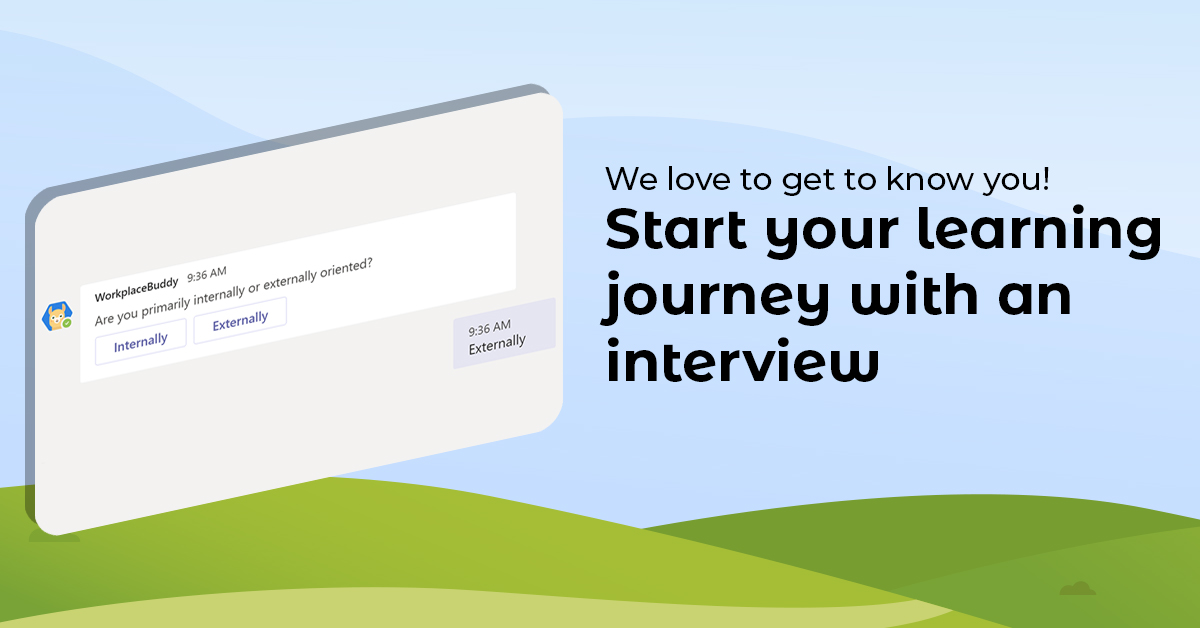 WorkplaceBuddy 9:36 AM
Are you primarily internally or externally oriented?
Internally Externally
9:36 AM
Externally
We love to get to know you!
Start your learning
journey with an
interview